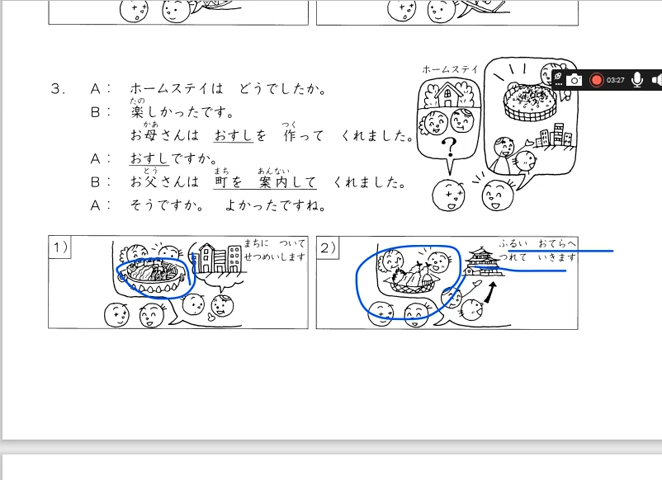 3. A： ホームステイは どうでしたか。
B： 楽しかったです。
お母さんは おすしを 作って くれました。
A： おすしですか。
B： お父さんは 町を 案内して くれました。
A： そうですか。 よかったですね。
たの
かあ
つく
とう
まち
あんない
ホームステイ
?
03:27
1)
まちに ついて
せつめいします
2)
ふるい おてらへ
つれて いきます